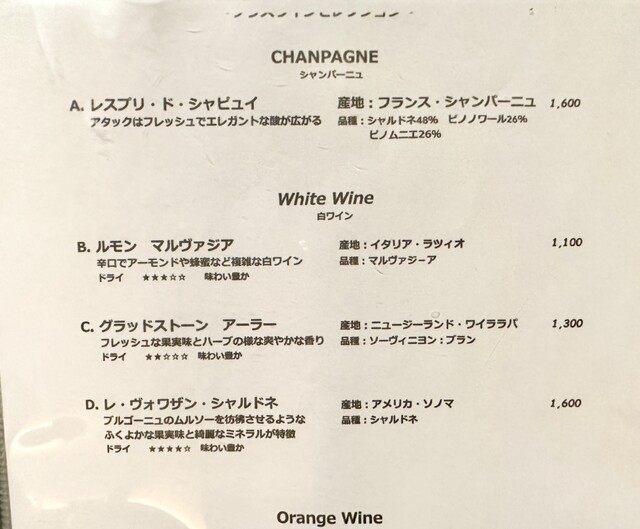 CHANPAGNE
シャンパーニュ
A. レスプリ・ド・シャピュイ 産地：フランス・シャンパーニュ 1,600
アタックはフレッシュでエレガントな酸が広がる 品種：シャルドネ48% ピノノワール26%
ピノムニエ26%
White Wine
白ワイン
B. ルモン マルヴァジア 産地：イタリア・ラツィオ 1,100
辛口でアーモンドや蜂蜜など複雑な白ワイン 品種：マルヴァジーア
ドライ ★★★☆☆ 味わい豊か
C. グラッドストーン アーラー 産地：ニュージーランド・ワイララパ 1,300
フレッシュな果実味とハーブの様な爽やかな香り 品種：ソーヴィニヨン：ブラン
ドライ ★★☆☆☆ 味わい豊か
D. レ・ヴォワザン・シャルドネ 産地：アメリカ・ソノマ 1,600
ブルゴーニュのムルソーを彷彿させるような 品種：シャルドネ
ふくよかな果実味と綺麗なミネラルが特徴
ドライ ★★★★☆ 味わい豊か
Orange Wine